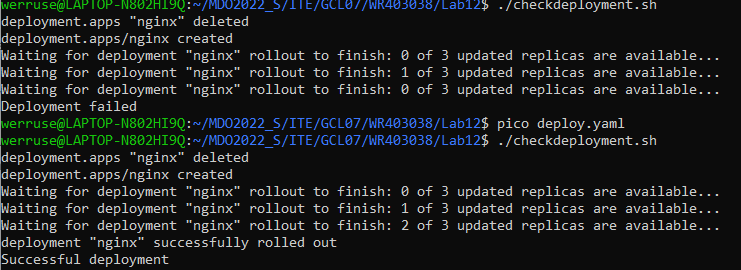 werruse@LAPTOP-N802HI9Q:~/MDO2022_S/ITE/GCL07/WR403038/Lab12$ ./checkdeployment.sh
deployment.apps "nginx" deleted
deployment.apps/nginx created
Waiting for deployment "nginx" rollout to finish: 0 of 3 updated replicas are available...
Waiting for deployment "nginx" rollout to finish: 1 of 3 updated replicas are available...
Waiting for deployment "nginx" rollout to finish: 0 of 3 updated replicas are available...
Deployment failed
werruse@LAPTOP-N802HI9Q:~/MDO2022_S/ITE/GCL07/WR403038/Lab12$ pico deploy.yaml
werruse@LAPTOP-N802HI9Q:~/MDO2022_S/ITE/GCL07/WR403038/Lab12$ ./checkdeployment.sh
deployment.apps "nginx" deleted
deployment.apps/nginx created
Waiting for deployment "nginx" rollout to finish: 0 of 3 updated replicas are available...
Waiting for deployment "nginx" rollout to finish: 1 of 3 updated replicas are available...
Waiting for deployment "nginx" rollout to finish: 2 of 3 updated replicas are available...
deployment "nginx" successfully rolled out
Successful deployment